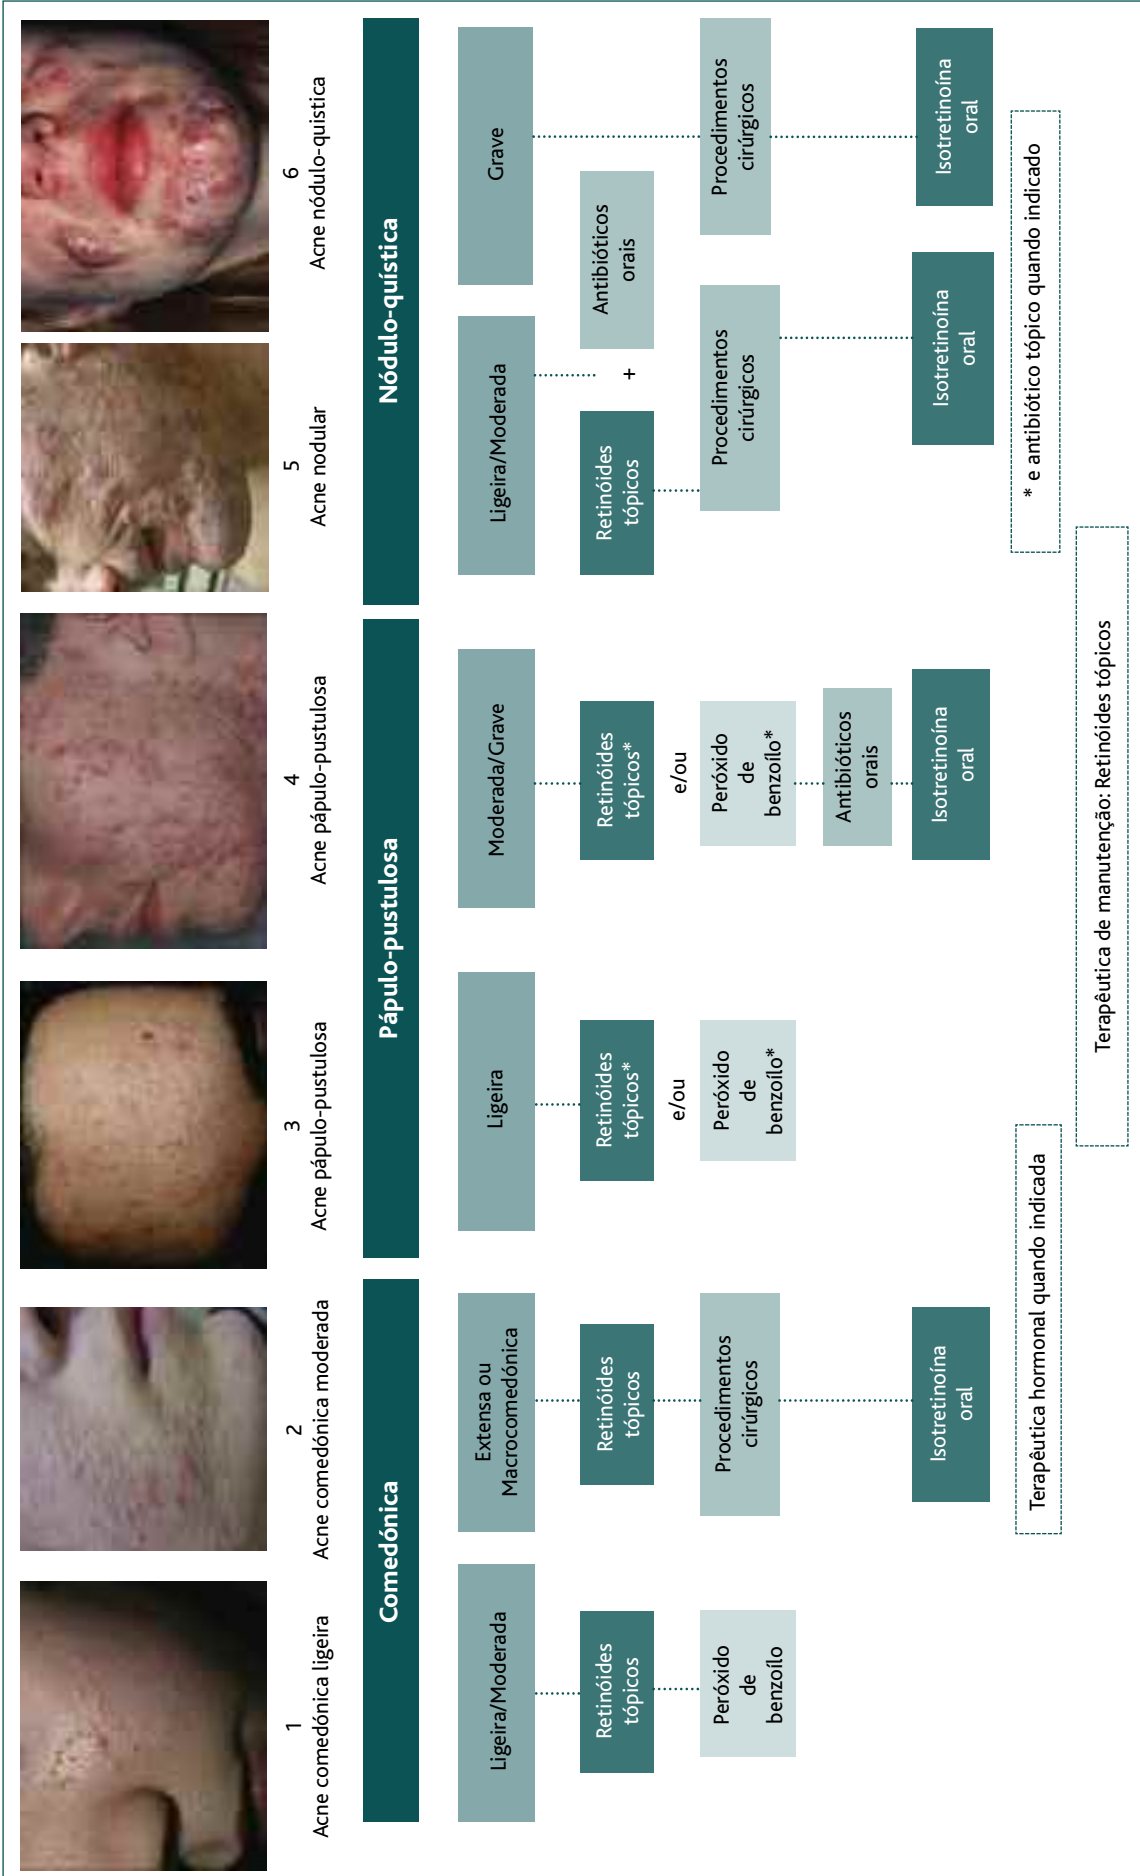 1
Acne comedónica ligeira
2
Acne comedónica moderada
3
Acne pápulo-pustulosa
4
Acne pápulo-pustulosa
5
Acne nodular
6
Acne nódulo-quistica
Comedónica
Pápulo-pustulosa
Nódulo-quística
Ligeira/Moderada
Retinóides
tópicos
Peróxido
de
benzoílo
Extensa ou
Macrocomedónica
Retinóides
tópicos
Procedimentos
cirúrgicos
Isotretinoína
oral
Ligeira
Retinóides
tópicos*
e/ou
Peróxido
de
benzoílo*
Moderada/Grave
Retinóides
tópicos*
e/ou
Peróxido
de
benzoílo*
Antibióticos
orais
Isotretinoína
oral
Ligeira/Moderada
Retinóides
tópicos
+
Antibióticos
orais
Procedimentos
cirúrgicos
Isotretinoína
oral
Grave
Procedimentos
cirúrgicos
Isotretinoína
oral
Terapêutica hormonal quando indicada
* e antibiótico tópico quando indicado
Terapêutica de manutenção: Retinóides tópicos